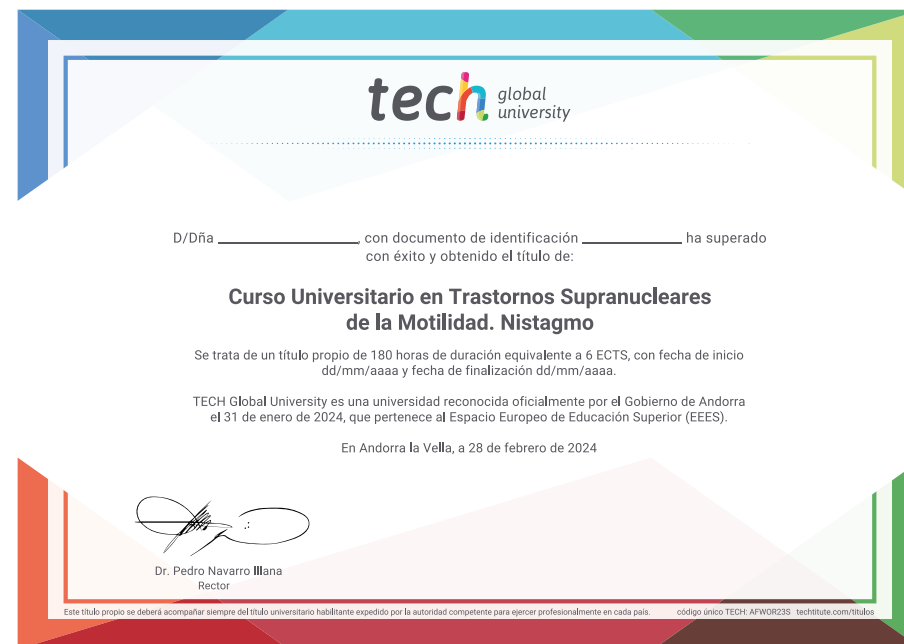 tech global university
D/Dña ____________________, con documento de identificación ______________ ha superado
con éxito y obtenido el título de:
Curso Universitario en Trastornos Supranucleares
de la Motilidad. Nistagmo
Se trata de un título propio de 180 horas de duración equivalente a 6 ECTS, con fecha de inicio
dd/mm/aaaa y fecha de finalización dd/mm/aaaa.
TECH Global University es una universidad reconocida oficialmente por el Gobierno de Andorra
el 31 de enero de 2024, que pertenece al Espacio Europeo de Educación Superior (EEES).
En Andorra la Vella, a 28 de febrero de 2024
Dr. Pedro Navarro Illana
Rector
Este título propio se deberá acompañar siempre del título universitario habilitante expedido por la autoridad competente para ejercer profesionalmente en cada país. código único TECH: AFWOR23S techtitute.com/titulos